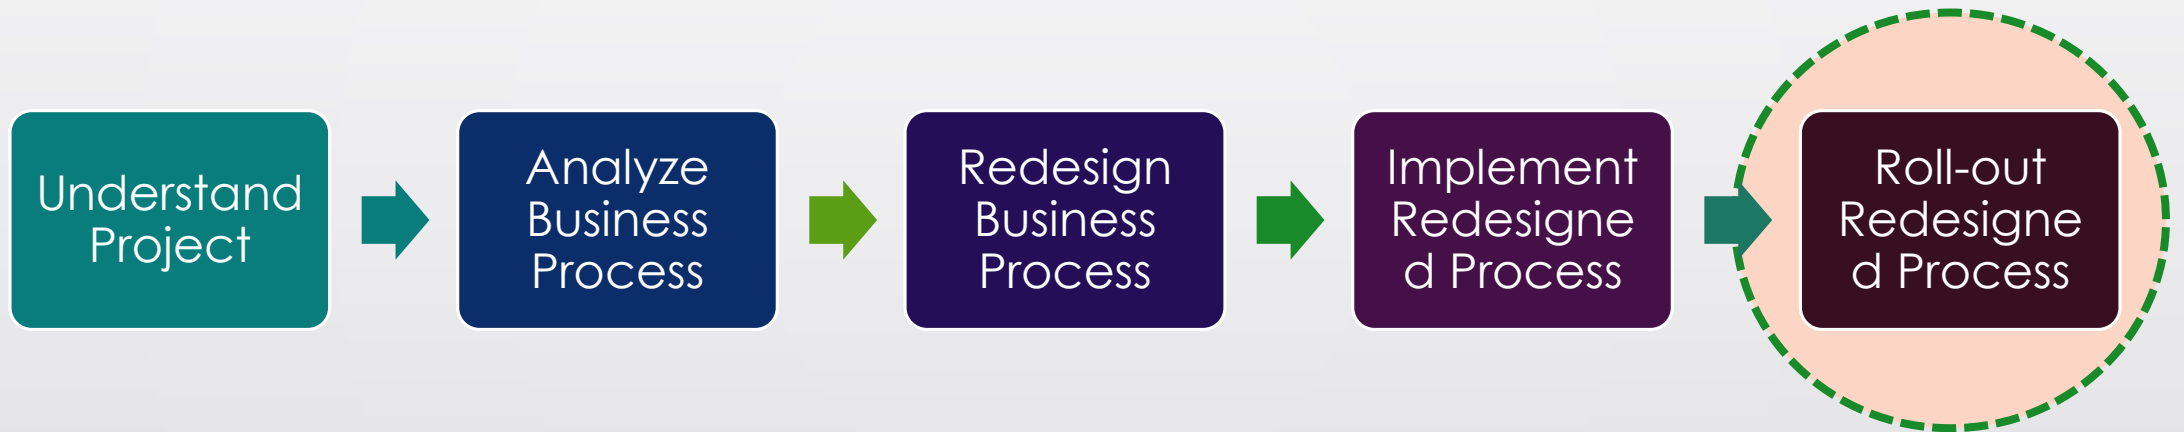 Understand
Project
Analyze
Business
Process
Redesign
Business
Process
Implement
Redesigne
d Process
Roll-out
Redesigne
d Process